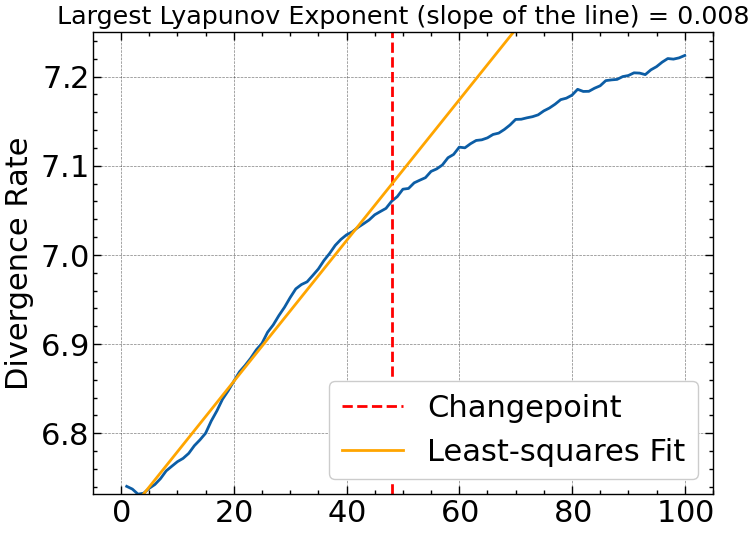 Largest Lyapunov Exponent (slope of the line) = 0.008
Divergence Rate
7.2
7.1
7.0
6.9
6.8
0 20 40 60 80 100
Changepoint
Least-squares Fit